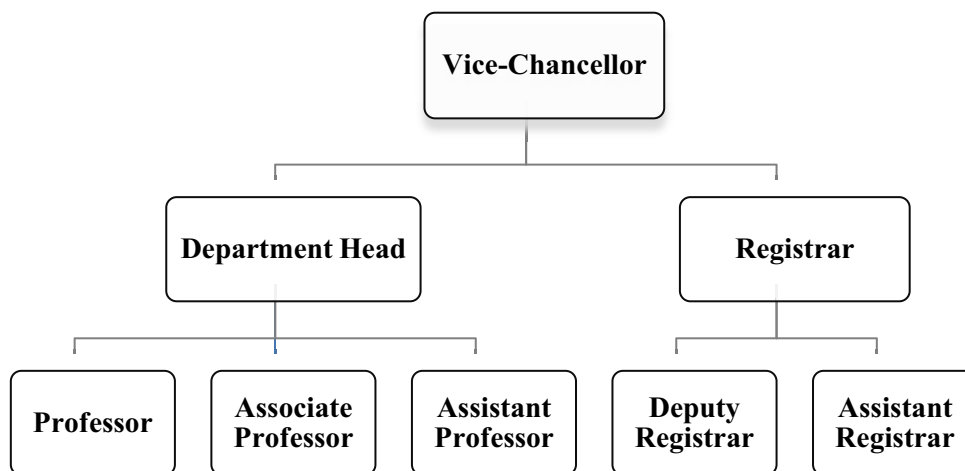 Vice-Chancellor
Department Head
Registrar
Professor
Associate
Professor
Assistant
Professor
Deputy
Registrar
Assistant
Registrar